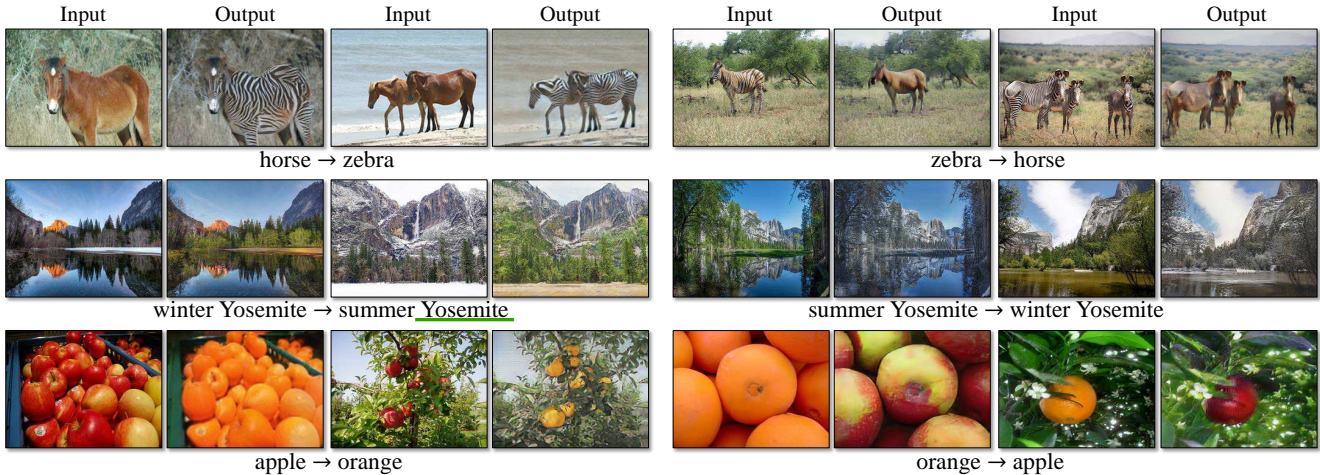 Input Output Input Output Input Output Input Output
horse → zebra zebra → horse
winter Yosemite → summer Yosemite summer Yosemite → winter Yosemite
apple → orange orange → apple